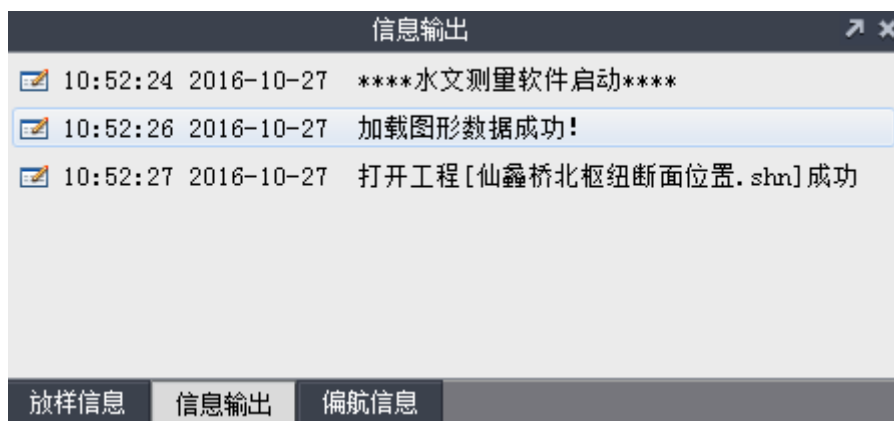 信息输出
10:52:24 2016-10-27 ****水文测量软件启动****
10:52:26 2016-10-27 加载图形数据成功!
10:52:27 2016-10-27 打开工程[仙蠡桥北枢纽断面位置.shn]成功
放样信息 信息输出 偏航信息